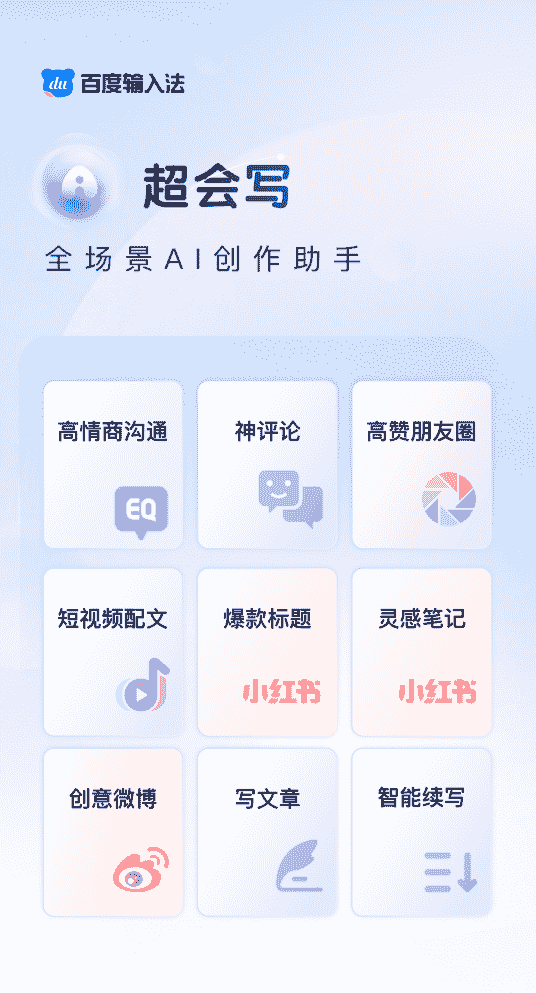 du 百度输入法
超会写
全场景AI创作助手
高情商沟通
神评论
高赞朋友圈
EQ
短视频配文
爆款标题
灵感笔记
小红书
小红书
创意微博
写文章
智能续写